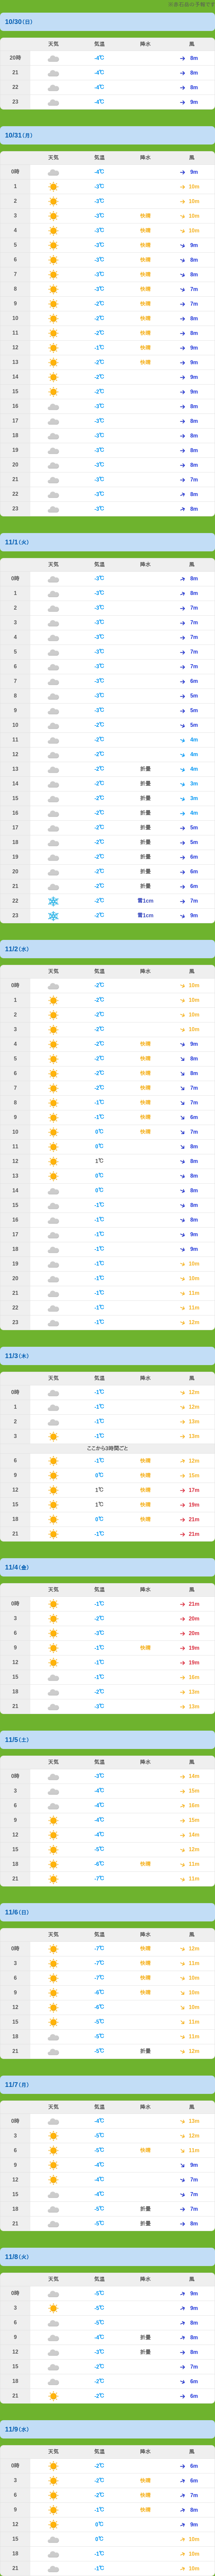 10/30(日)
天気 気温 降水 風
20時 -4℃ 8m
21 -4℃ 8m
22 -4℃ 8m
23 -4℃ 9m
10/31(月)
天気 気温 降水 風
0時 -4℃ 9m
1 -3℃ 10m
2 -3℃ 10m
3 -3℃ 快晴 10m
4 -3℃ 快晴 10m
5 -3℃ 快晴 9m
6 -3℃ 快晴 8m
7 -3℃ 快晴 8m
8 -3℃ 快晴 7m
9 -2℃ 快晴 7m
10 -2℃ 快晴 8m
11 -2℃ 快晴 8m
12 -1℃ 快晴 9m
13 -2℃ 快晴 9m
14 -2℃ 9m
15 -2℃ 9m
16 -3℃ 8m
17 -3℃ 8m
18 -3℃ 8m
19 -3℃ 8m
20 -3℃ 8m
21 -3℃ 7m
22 -3℃ 8m
23 -3℃ 8m
11/1(火)
天気 気温 降水 風
0時 -3℃ 8m
1 -3℃ 8m
2 -3℃ 7m
3 -3℃ 7m
4 -3℃ 7m
5 -3℃ 7m
6 -3℃ 7m
7 -3℃ 6m
8 -3℃ 5m
9 -3℃ 5m
10 -2℃ 5m
11 -2℃ 4m
12 -2℃ 4m
13 -2℃ 折曇 4m
14 -2℃ 折曇 3m
15 -2℃ 折曇 3m
16 -2℃ 折曇 4m
17 -2℃ 折曇 5m
18 -2℃ 折曇 5m
19 -2℃ 折曇 6m
20 -2℃ 折曇 6m
21 -2℃ 折曇 6m
22 -2℃ 雪1cm 7m
23 -2℃ 雪1cm 9m
11/2(水)
天気 気温 降水 風
0時 -2℃ 10m
1 -2℃ 10m
2 -2℃ 10m
3 -2℃ 10m
4 -2℃ 快晴 9m
5 -2℃ 快晴 8m
6 -2℃ 快晴 8m
7 -2℃ 快晴 7m
8 -1℃ 快晴 7m
9 -1℃ 快晴 6m
10 0℃ 快晴 7m
11 0℃ 8m
12 1℃ 8m
13 0℃ 8m
14 0℃ 8m
15 -1℃ 8m
16 -1℃ 8m
17 -1℃ 9m
18 -1℃ 9m
19 -1℃ 10m
20 -1℃ 10m
21 -1℃ 11m
22 -1℃ 11m
23 -1℃ 12m
11/3(木)
天気 気温 降水 風
0時 -1℃ 12m
1 -1℃ 12m
2 -1℃ 13m
3 -1℃ 13m
ここから3時間ごと
6 -1℃ 快晴 12m
9 0℃ 快晴 15m
12 1℃ 快晴 17m
15 1℃ 快晴 19m
18 0℃ 快晴 21m
21 -1℃ 21m
11/4(金)
天気 気温 降水 風
0時 -1℃ 21m
3 -2℃ 20m
6 -3℃ 20m
9 -1℃ 快晴 19m
12 -1℃ 19m
15 -1℃ 16m
18 -2℃ 13m
21 -3℃ 13m
11/5(土)
天気 気温 降水 風
0時 -3℃ 14m
3 -4℃ 15m
6 -4℃ 16m
9 -4℃ 15m
12 -4℃ 14m
15 -5℃ 12m
18 -6℃ 快晴 11m
21 -7℃ 11m
11/6(日)
天気 気温 降水 風
0時 -7℃ 快晴 12m
3 -7℃ 快晴 11m
6 -7℃ 快晴 10m
9 -6℃ 快晴 10m
12 -6℃ 10m
15 -5℃ 11m
18 -5℃ 11m
21 -5℃ 折曇 12m
11/7(月)
天気 気温 降水 風
0時 -4℃ 13m
3 -5℃ 12m
6 -5℃ 快晴 11m
9 -4℃ 9m
12 -4℃ 7m
15 -4℃ 7m
18 -5℃ 折曇 7m
21 -5℃ 折曇 8m
11/8(火)
天気 気温 降水 風
0時 -5℃ 9m
3 -5℃ 9m
6 -5℃ 8m
9 -4℃ 折曇 8m
12 -3℃ 折曇 8m
15 -2℃ 7m
18 -2℃ 6m
21 -2℃ 6m
11/9(水)
天気 気温 降水 風
0時 -2℃ 6m
3 -2℃ 快晴 6m
6 -2℃ 快晴 7m
9 -1℃ 快晴 8m
12 0℃ 9m
15 0℃ 10m
18 -1℃ 10m
21 -1℃ 10m